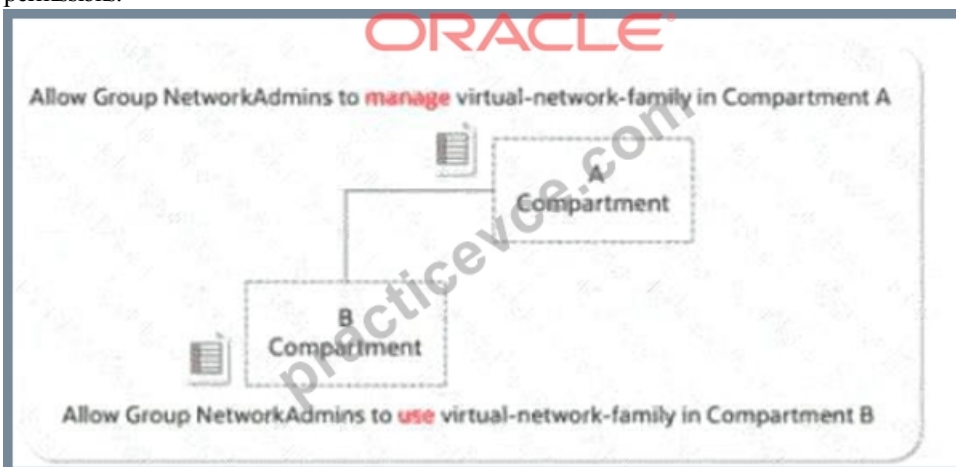 permissions.
ORACLE
Allow Group NetworkAdmins to manage virtual-network-family in Compartment A
A
Compartment
B
Compartment
practicevce.com
Allow Group NetworkAdmins to use virtual-network-family in Compartment B